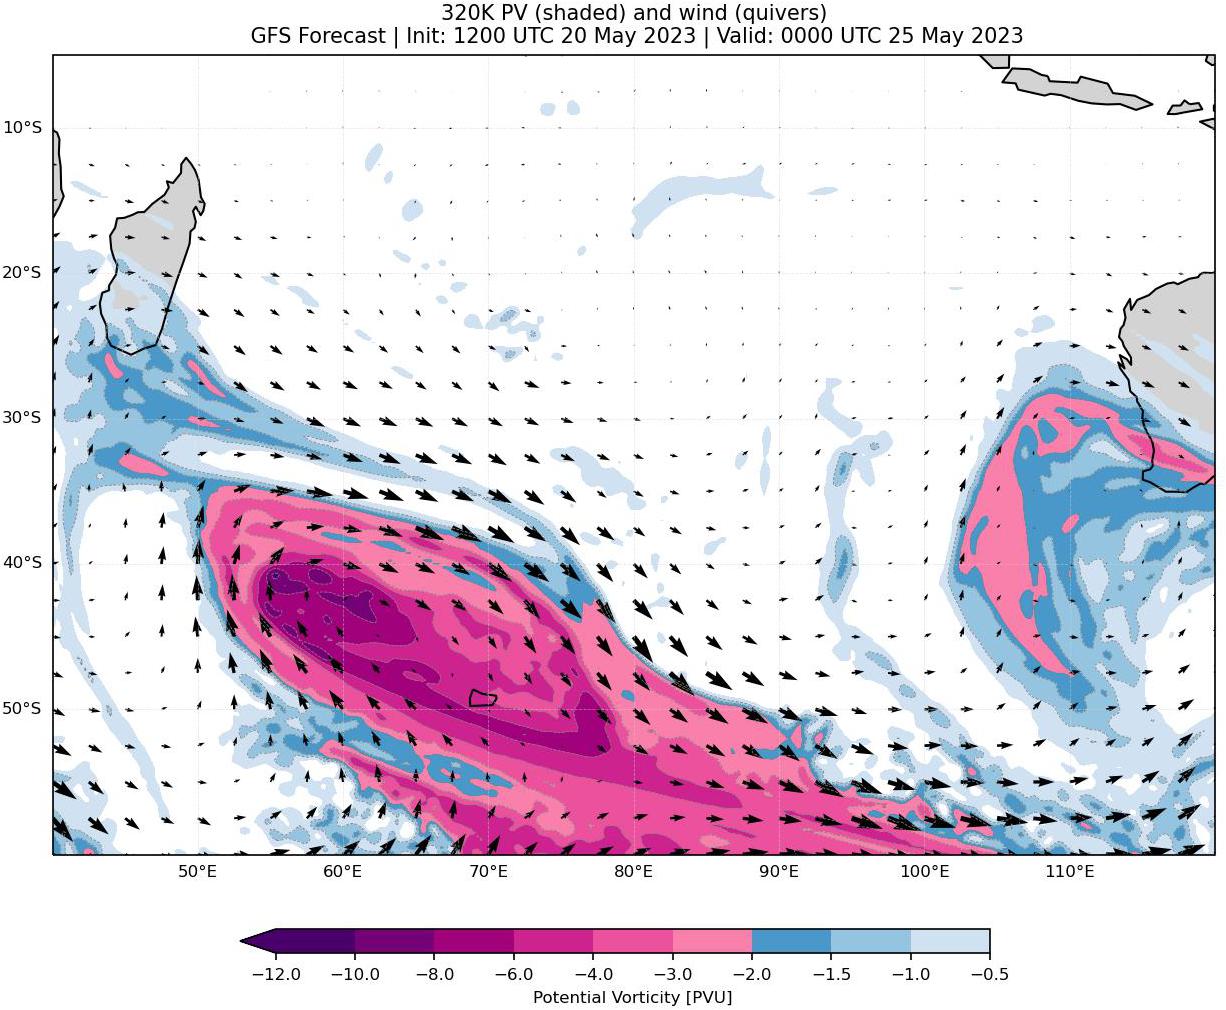 320K PV (shaded) and wind (quivers)
GFS Forecast | Init: 1200 UTC 20 May 2023 | Valid: 0000 UTC 25 May 2023
10°S
20°S
30°S
40°S
50°S
50°E 60°E 70°E 80°E 90°E 100°E 110°E
−12.0 −10.0 −8.0 −6.0 −4.0 −3.0 −2.0 −1.5 −1.0 −0.5
Potential Vorticity [PVU]